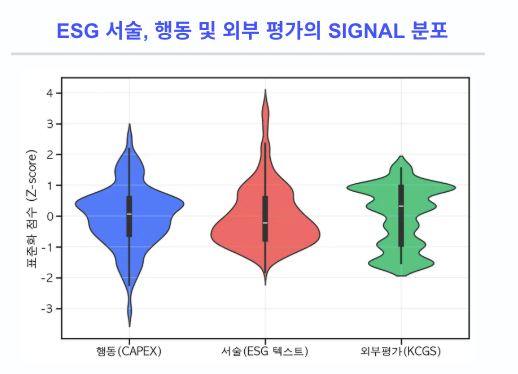 ESG 서술, 행동 및 외부 평가의 SIGNAL 분포
표준화 점수 (Z-score)
4
3
2
1
0
-1
-2
-3
행동(CAPEX)
서술(ESG 텍스트)
외부평가(KCGS)